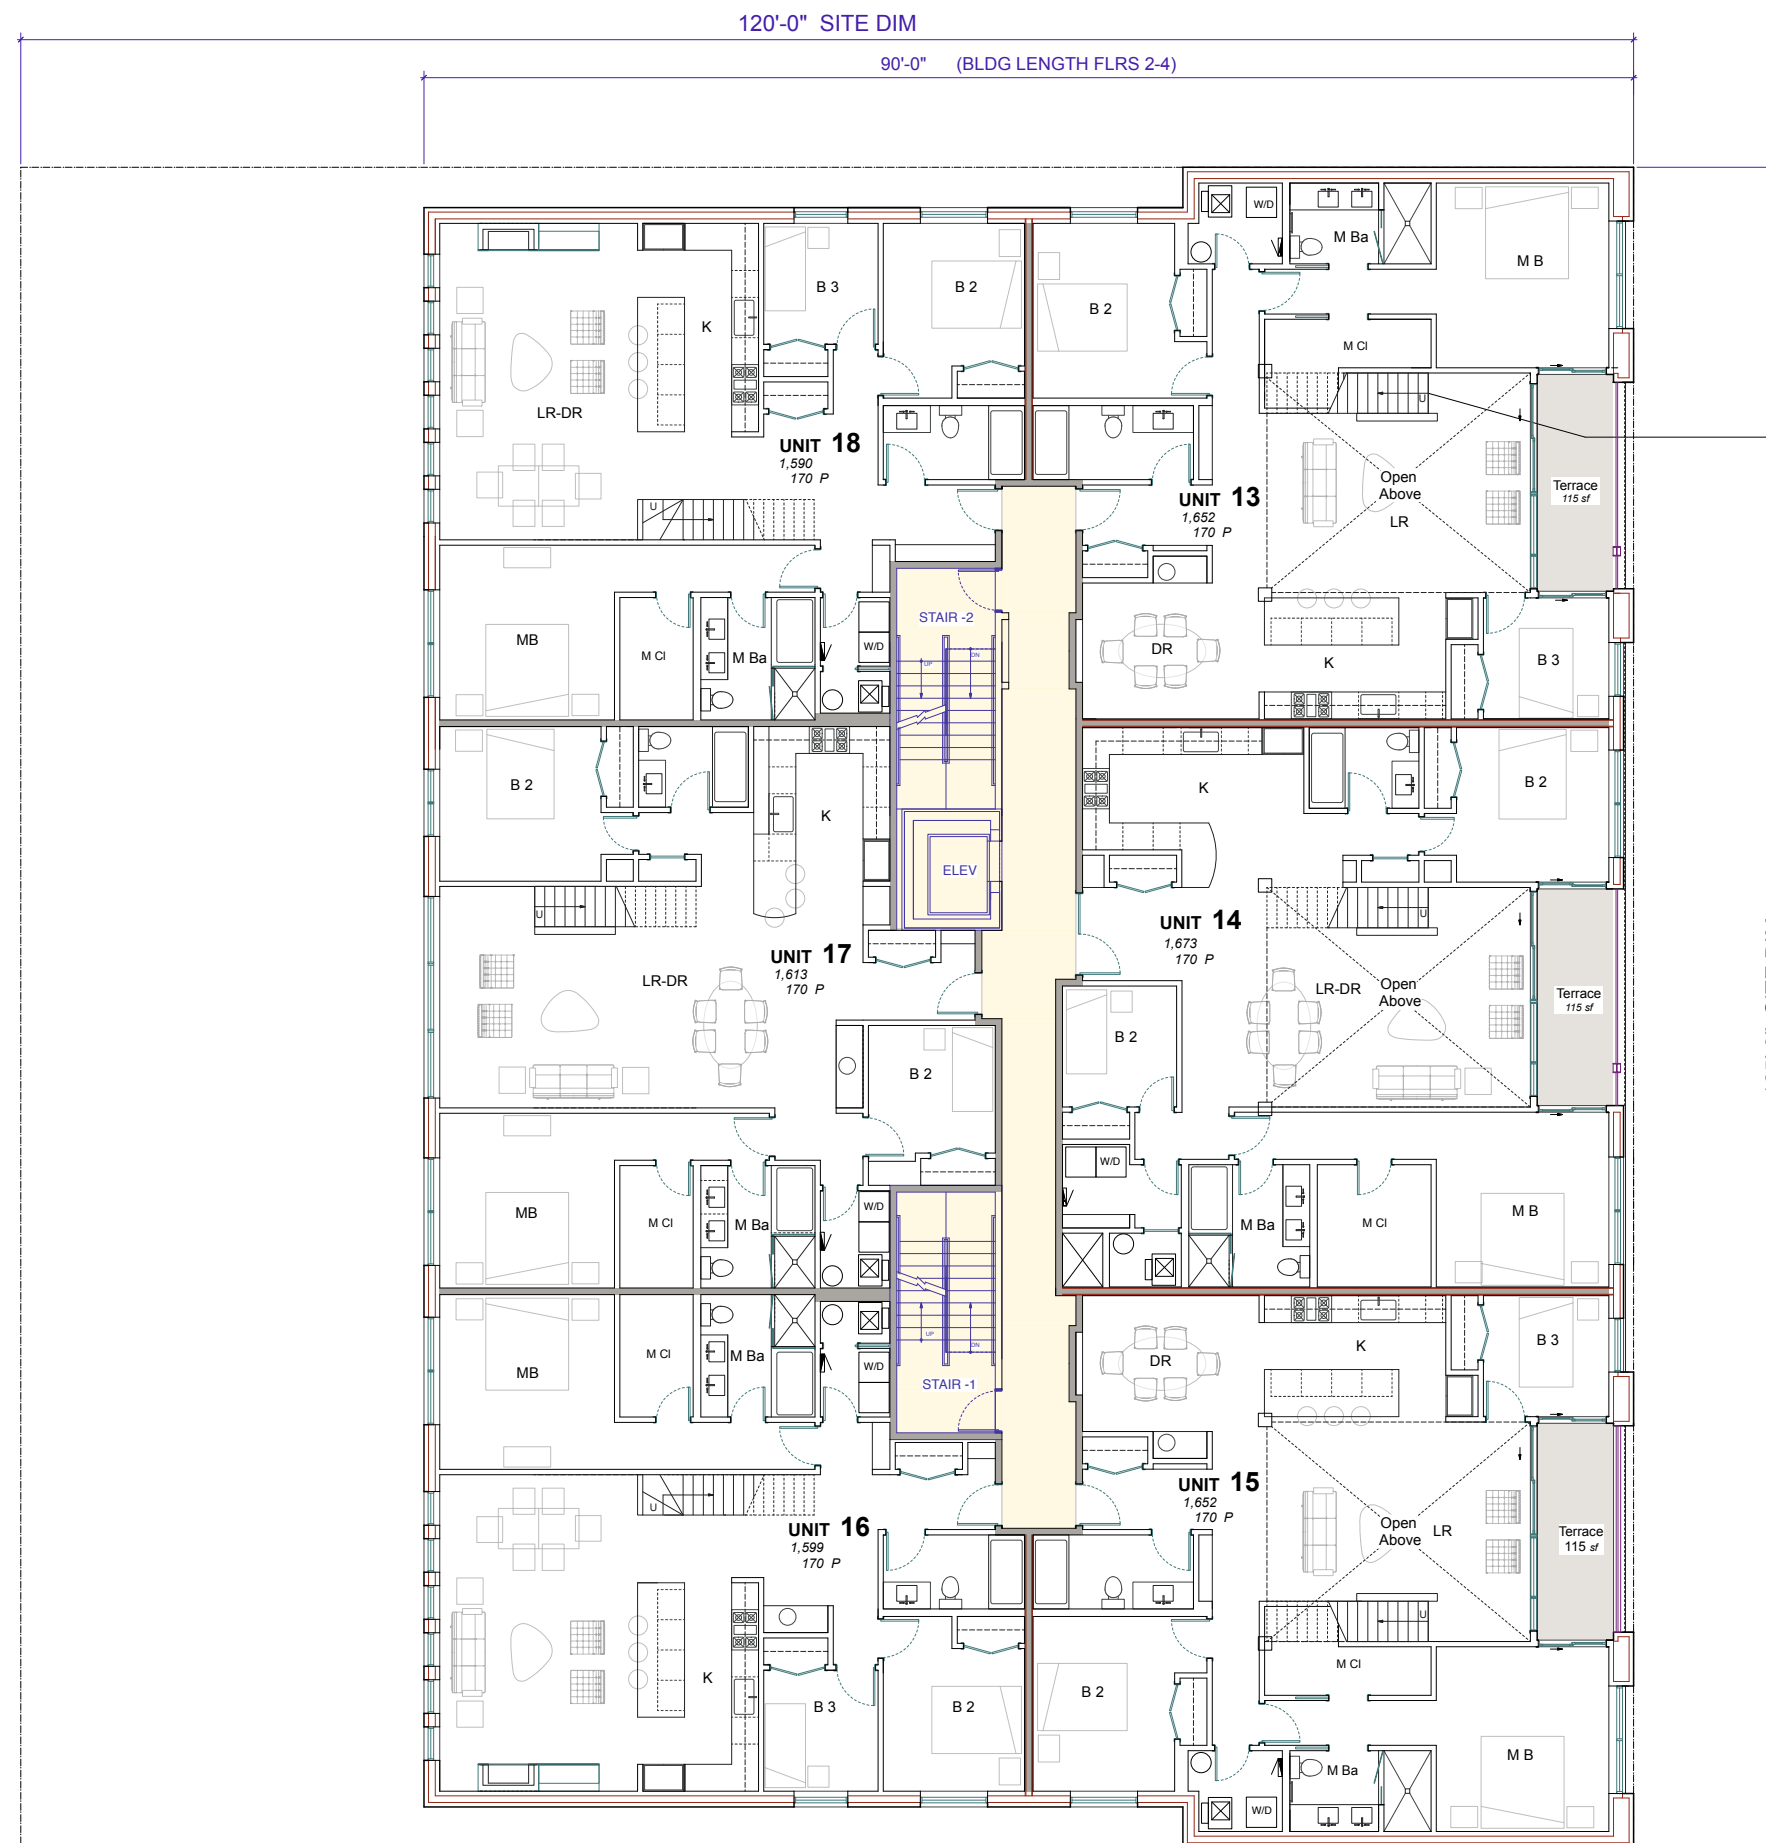 120'-0" SITE DIM
90'-0" (BLDG LENGTH FLRS 2-4)
W/D
M Ba
M B
B 3
B 2
B 2
K
M Cl
LR-DR
U
UNIT 18
1,590
170 P
UNIT 13
1,652
170 P
Open
Above
LR
Terrace
115 sf
U
STAIR -2
UP
DN
MB
M Cl
M Ba
W/D
DR
K
B 3
B 2
K
K
B 2
ELEV
U
U
UNIT 17
1,613
170 P
UNIT 14
1,673
170 P
LR-DR
LR-DR
Open
Above
Terrace
115 sf
B 2
B 2
W/D
MB
M Cl
M Ba
W/D
M Ba
M Cl
M B
UP
DN
STAIR -1
MB
M Cl
M Ba
W/D
DR
K
B 3
U
UNIT 16
1,599
170 P
UNIT 15
1,652
170 P
Open
Above
LR
Terrace
115 sf
U
K
B 3
B 2
B 2
M Cl
M Ba
M B
W/D